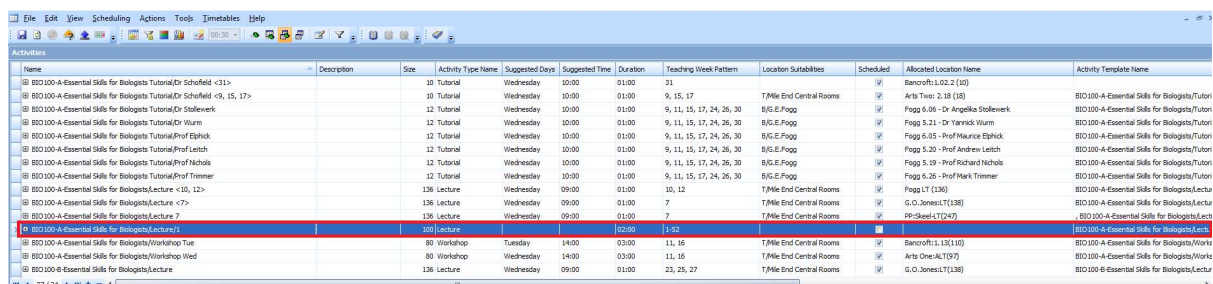 File Edit View Scheduling Actions Tools Timetables Help
00:30
Activities
Name Description Size Activity Type Name Suggested Days Suggested Time Duration Teaching Week Pattern Location Suitabilities Scheduled Allocated Location Name Activity Template Name
BIO100-A-Essential Skills for Biologists Tutorial/Dr Schofield <31> 10 Tutorial Wednesday 10:00 01:00 31 Bancroft:1.02.2 (10) BIO100-A-Essential Skills for Biologists/Tutori
BIO100-A-Essential Skills for Biologists Tutorial/Dr Schofield <9, 15, 17> 10 Tutorial Wednesday 10:00 01:00 9, 15, 17 T/Mile End Central Rooms Arts Two: 2.18 (18) BIO100-A-Essential Skills for Biologists/Tutori
BIO100-A-Essential Skills for Biologists Tutorial/Dr Stollewerk 12 Tutorial Wednesday 10:00 01:00 9, 11, 15, 17, 24, 26, 30 B/G.E.Fogg Fogg 6.06 - Dr Angelika Stollewerk BIO100-A-Essential Skills for Biologists/Tutori
BIO100-A-Essential Skills for Biologists Tutorial/Dr Wurm 12 Tutorial Wednesday 10:00 01:00 9, 11, 15, 17, 24, 26, 30 B/G.E.Fogg Fogg 5.21 - Dr Yannick Wurm BIO100-A-Essential Skills for Biologists/Tutori
BIO100-A-Essential Skills for Biologists Tutorial/Prof Elphick 12 Tutorial Wednesday 10:00 01:00 9, 11, 15, 17, 24, 26, 30 B/G.E.Fogg Fogg 6.05 - Prof Maurice Elphick BIO100-A-Essential Skills for Biologists/Tutori
BIO100-A-Essential Skills for Biologists Tutorial/Prof Leitch 12 Tutorial Wednesday 10:00 01:00 9, 11, 15, 17, 24, 26, 30 B/G.E.Fogg Fogg 5.20 - Prof Andrew Leitch BIO100-A-Essential Skills for Biologists/Tutori
BIO100-A-Essential Skills for Biologists Tutorial/Prof Nichols 12 Tutorial Wednesday 10:00 01:00 9, 11, 15, 17, 24, 26, 30 B/G.E.Fogg Fogg 5.19 - Prof Richard Nichols BIO100-A-Essential Skills for Biologists/Tutori
BIO100-A-Essential Skills for Biologists Tutorial/Prof Trimmer 12 Tutorial Wednesday 10:00 01:00 9, 11, 15, 17, 24, 26, 30 B/G.E.Fogg Fogg 6.26 - Prof Mark Trimmer BIO100-A-Essential Skills for Biologists/Tutori
BIO100-A-Essential Skills for Biologists/Lecture <10, 12> 136 Lecture Wednesday 09:00 01:00 10, 12 T/Mile End Central Rooms Fogg LT (136) BIO100-A-Essential Skills for Biologists/Lectur
BIO100-A-Essential Skills for Biologists/Lecture <7> 136 Lecture Wednesday 09:00 01:00 7 T/Mile End Central Rooms G.O.Jones:LT(138) BIO100-A-Essential Skills for Biologists/Lectur
BIO100-A-Essential Skills for Biologists/Lecture 7 136 Lecture Wednesday 09:00 01:00 7 T/Mile End Central Rooms PP:Skeel-LT(247) , BIO100-A-Essential Skills for Biologists/Lect
BIO100-A-Essential Skills for Biologists/Lecture/1 100 Lecture 02:00 1-52 BIO100-A-Essential Skills for Biologists/Lectu
BIO100-A-Essential Skills for Biologists/Workshop Tue 80 Workshop Tuesday 14:00 03:00 11, 16 T/Mile End Central Rooms Bancroft:1.13(110) BIO100-A-Essential Skills for Biologists/Works
BIO100-A-Essential Skills for Biologists/Workshop Wed 80 Workshop Wednesday 14:00 03:00 11, 16 T/Mile End Central Rooms Arts One:ALT(97) BIO100-A-Essential Skills for Biologists/Works
BIO100-B-Essential Skills for Biologists/Lecture 136 Lecture Wednesday 09:00 01:00 23, 25, 27 T/Mile End Central Rooms G.O.Jones:LT(138) BIO100-B-Essential Skills for Biologists/Lectur